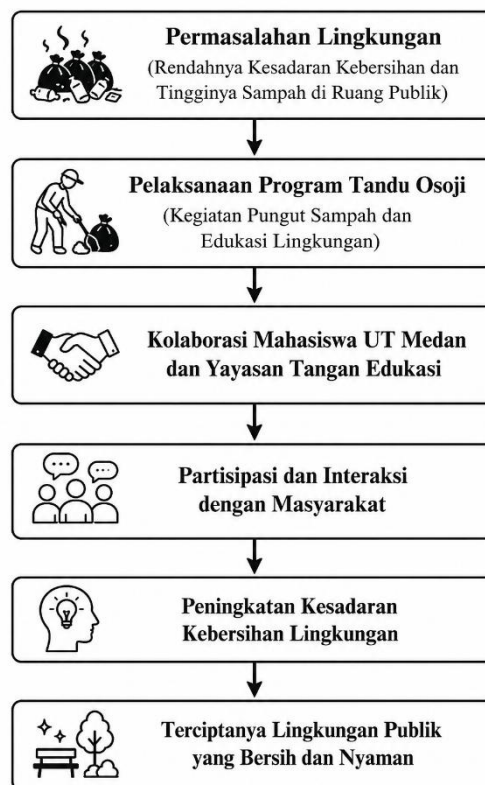 Permasalahan Lingkungan
(Rendahnya Kesadaran Kebersihan dan
Tingginya Sampah di Ruang Publik)
Pelaksanaan Program Tandu Osoji
(Kegiatan Pungut Sampah dan
Edukasi Lingkungan)
Kolaborasi Mahasiswa UT Medan
dan Yayasan Tangan Edukasi
Partisipasi dan Interaksi
dengan Masyarakat
Peningkatan Kesadaran
Kebersihan Lingkungan
Terciptanya Lingkungan Publik
yang Bersih dan Nyaman